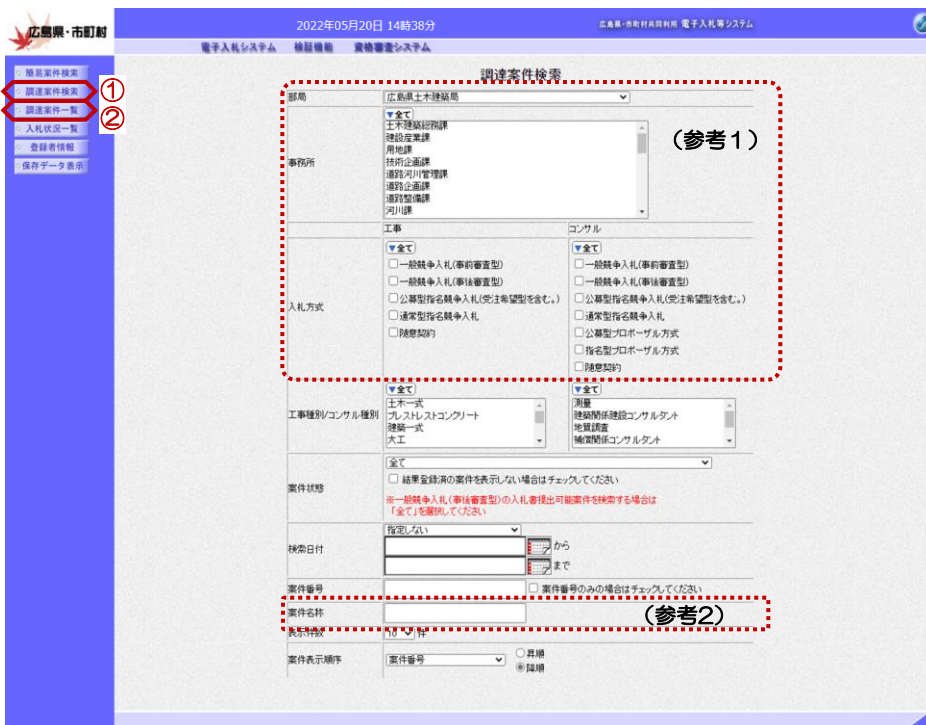 広島県・市町村
2022年05月20日 14時38分
広島県・市町村共同利用 電子入札等システム
電子入札システム 検証機能 資格審査システム
簡易案件検索
調達案件検索
①
調達案件一覧
②
入札状況一覧
登録者情報
保存データ表示
調達案件検索
部局
広島県土木建築局
事務所
▼全て
土木建築総務課
建設産業課
用地課
技術企画課
道路河川管理課
道路企画課
道路整備課
河川課
（参考１）
工事
コンサル
入札方式
▼全て
一般競争入札(事前審査型)
一般競争入札(事後審査型)
公募型指名競争入札(受注希望型を含む。)
通常型指名競争入札
随意契約
▼全て
一般競争入札(事前審査型)
一般競争入札(事後審査型)
公募型指名競争入札(受注希望型を含む。)
通常型指名競争入札
公募型プロポーザル方式
指名型プロポーザル方式
随意契約
工事種別/コンサル種別
▼全て
土木一式
プレストレストコンクリート
建築一式
大工
▼全て
測量
建築関係建設コンサルタント
地質調査
補償関係コンサルタント
案件状態
全て
結果登録済の案件を表示しない場合はチェックしてください
※一般競争入札(事後審査型)の入札書提出可能案件を検索する場合は
「全て」を選択してください
検索日付
指定しない
から
まで
案件番号
案件番号のみの場合はチェックしてください
案件名称
（参考2）
表示件数
10 件
案件表示順序
案件番号
昇順
降順